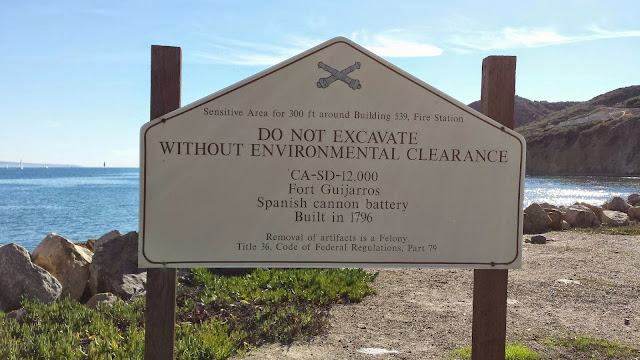 Sensitive Area for 300 ft around Building 539, Fire Station
DO NOT EXCAVATE
WITHOUT ENVIRONMENTAL CLEARANCE
CA-SD-12,000
Fort Guijarros
Spanish cannon battery
Built in 1796
Removal of artifacts is a Felony.
Title 36, Code of Federal Regulations, Part 79